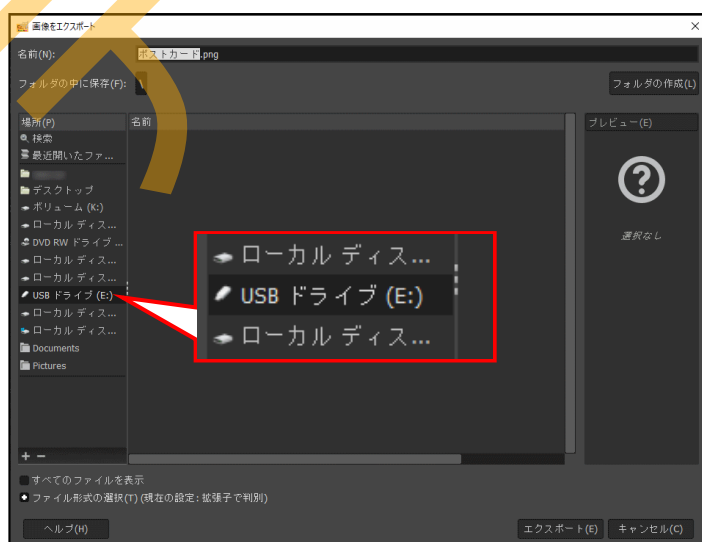 画像をエクスポート
名前(N):
ポストカード.png
フォルダの中に保存(F):
\
フォルダの作成(L)
場所(P)
名前
プレビュー(E)
検索
最近開いたファ...
デスクトップ
ボリューム (K:)
ローカル ディス...
DVD RW ドライブ ...
ローカル ディス...
ローカル ディス...
USB ドライブ (E:)
ローカル ディス...
ローカル ディス...
Documents
Pictures
ローカル ディス...
USB ドライブ (E:)
ローカル ディス...
?
選択なし
+ −
すべてのファイルを表示
ファイル形式の選択(T) (現在の設定: 拡張子で判別)
ヘルプ(H)
エクスポート(E)
キャンセル(C)